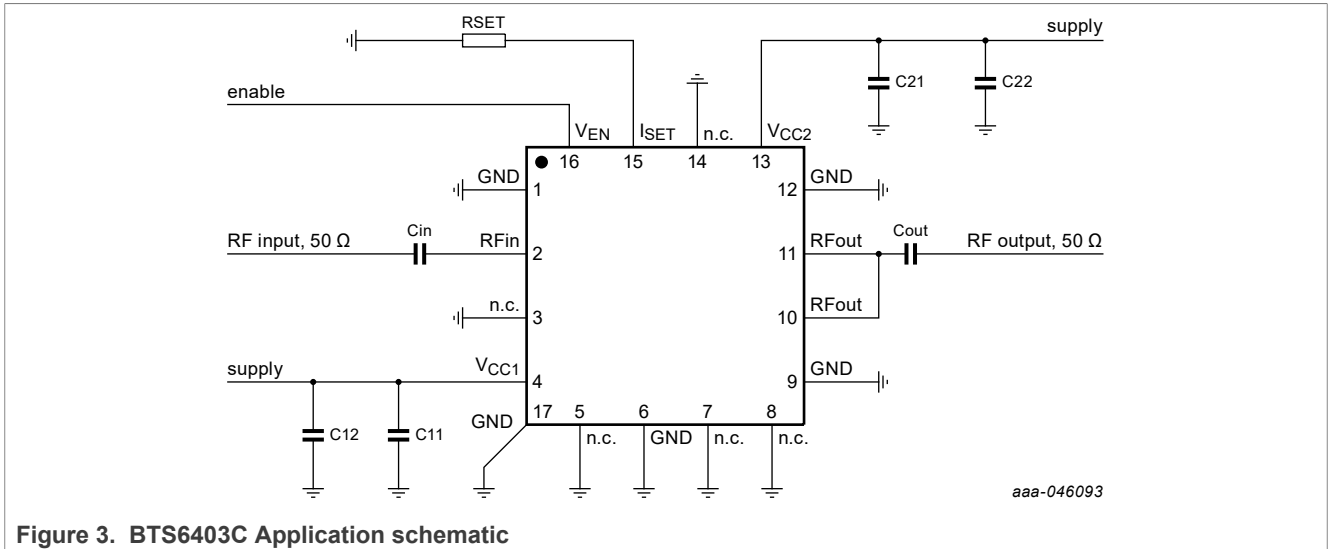 RSET
supply
C21
C22
enable
VEN
ISET
n.c.
VCC2
16
15
14
13
GND
1
12
GND
RF input, 50 Ω
Cin
RFin
2
11
RFout
Cout
RF output, 50 Ω
n.c.
3
10
RFout
supply
VCC1
4
9
GND
C12
C11
GND
17
5
6
7
8
n.c.
GND
n.c.
n.c.
aaa-046093
Figure 3. BTS6403C Application schematic